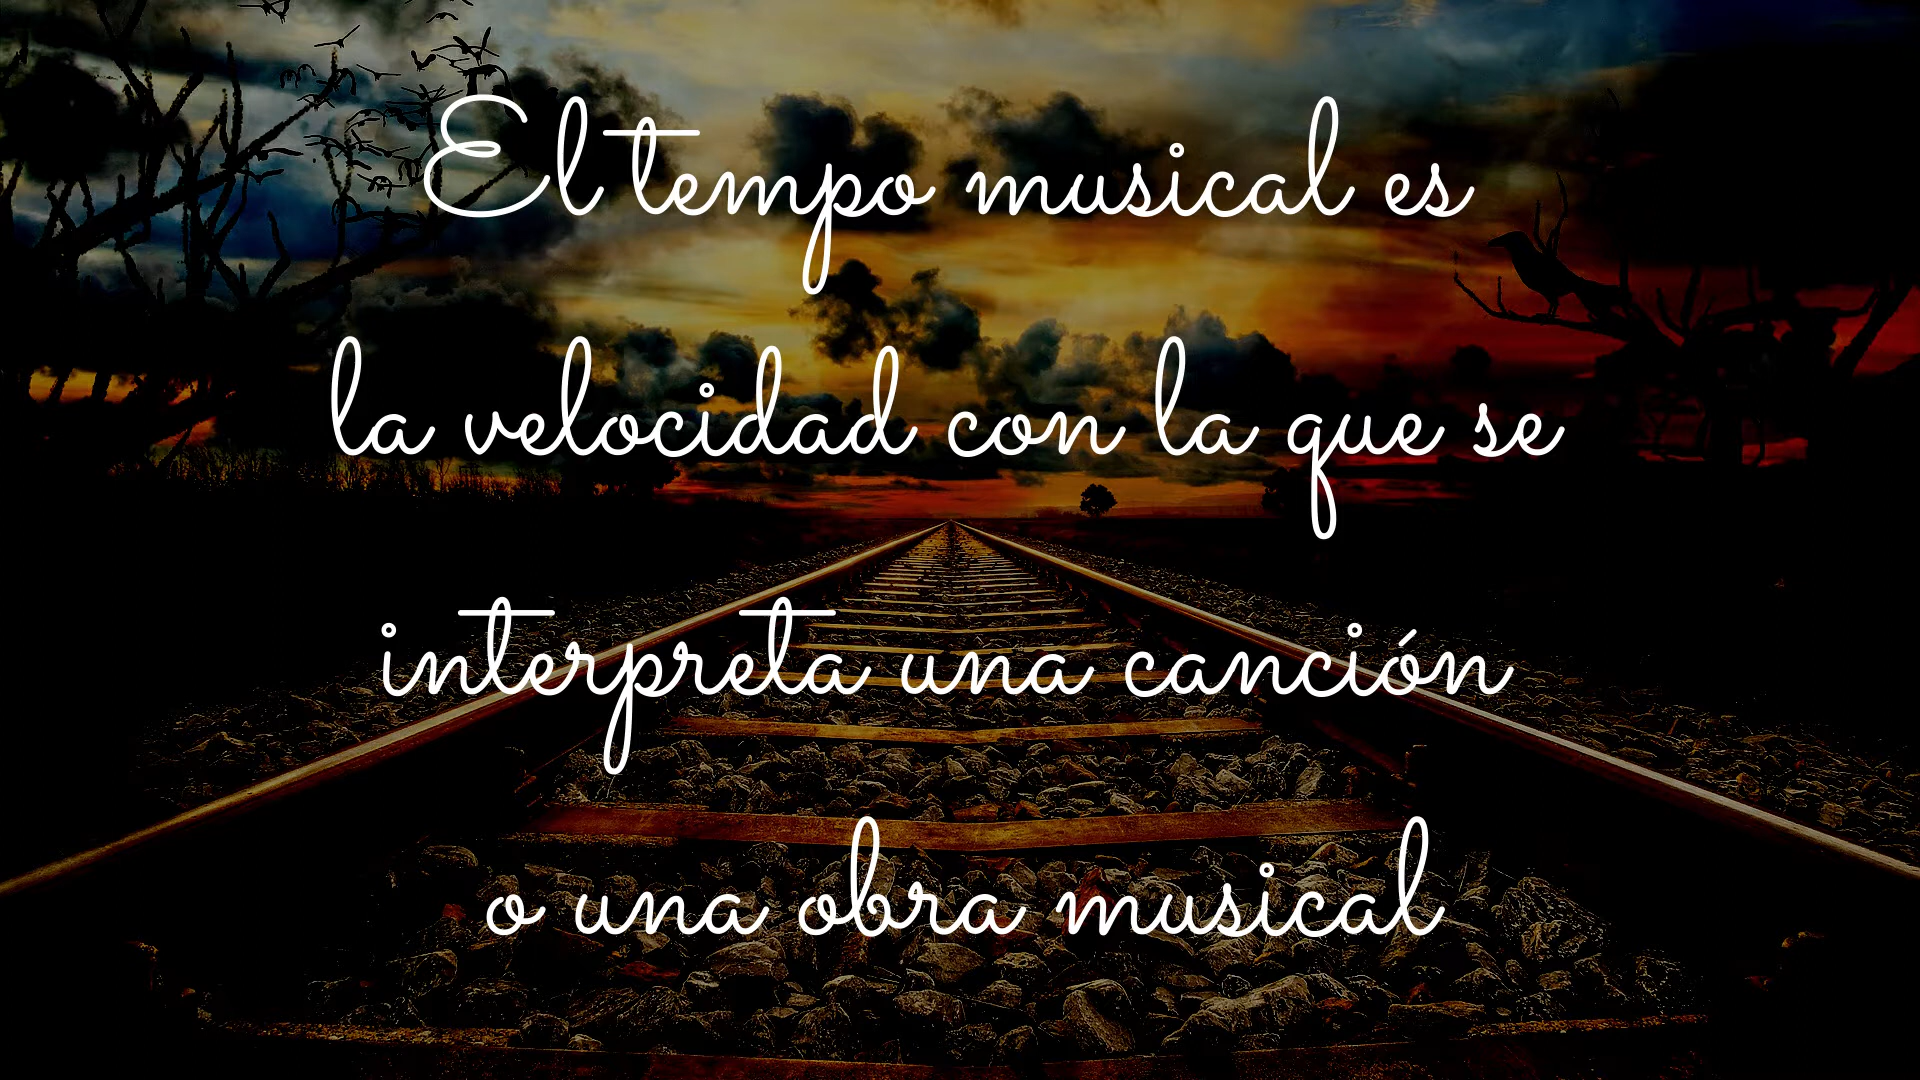 El tempo musical es
la velocidad con la que se
interpreta una canción
o una obra musical